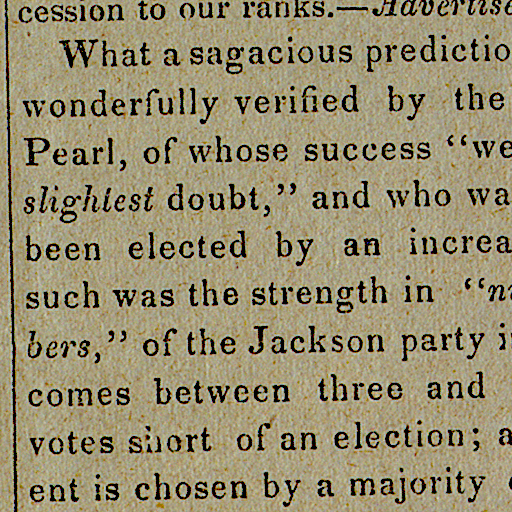 cession to our ranks.—Advertise
What a sagacious predictio
wonderfully verified by the
Pearl, of whose success "we
slightest doubt," and who wa
been elected by an increa
such was the strength in "nu
bers," of the Jackson party i
comes between three and
votes short of an election; a
ent is chosen by a majority